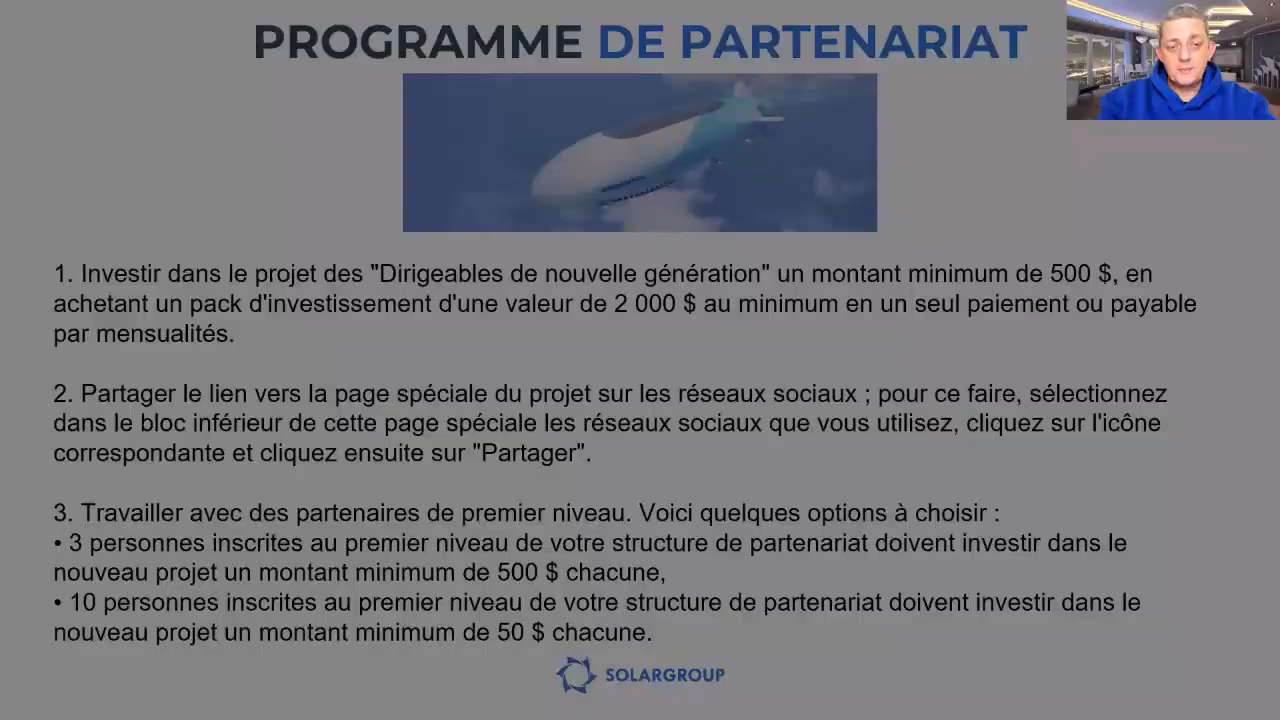 PROGRAMME DE PARTENARIAT
1. Investir dans le projet des "Dirigeables de nouvelle génération" un montant minimum de 500 $, en
achetant un pack d'investissement d'une valeur de 2 000 $ au minimum en un seul paiement ou payable
par mensualités.
2. Partager le lien vers la page spéciale du projet sur les réseaux sociaux ; pour ce faire, sélectionnez
dans le bloc inférieur de cette page spéciale les réseaux sociaux que vous utilisez, cliquez sur l'icône
correspondante et cliquez ensuite sur "Partager".
3. Travailler avec des partenaires de premier niveau. Voici quelques options à choisir :
• 3 personnes inscrites au premier niveau de votre structure de partenariat doivent investir dans le
nouveau projet un montant minimum de 500 $ chacune,
• 10 personnes inscrites au premier niveau de votre structure de partenariat doivent investir dans le
nouveau projet un montant minimum de 50 $ chacune.
SOLARGROUP